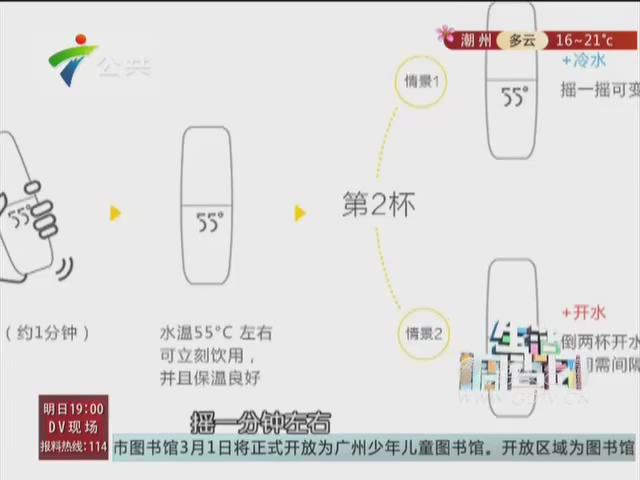 公共
潮州 多云 16~21℃
情景1
55°
+冷水
摇一摇可变
55°
55°
第2杯
(约1分钟)
水温55°C 左右
可立刻饮用，
并且保温良好
情景2
+开水
倒两杯开水
需间隔
生活
调查团
明日19:00
DV现场
报料热线:114
摇一分钟左右
市图书馆3月1日将正式开放为广州少年儿童图书馆。开放区域为图书馆